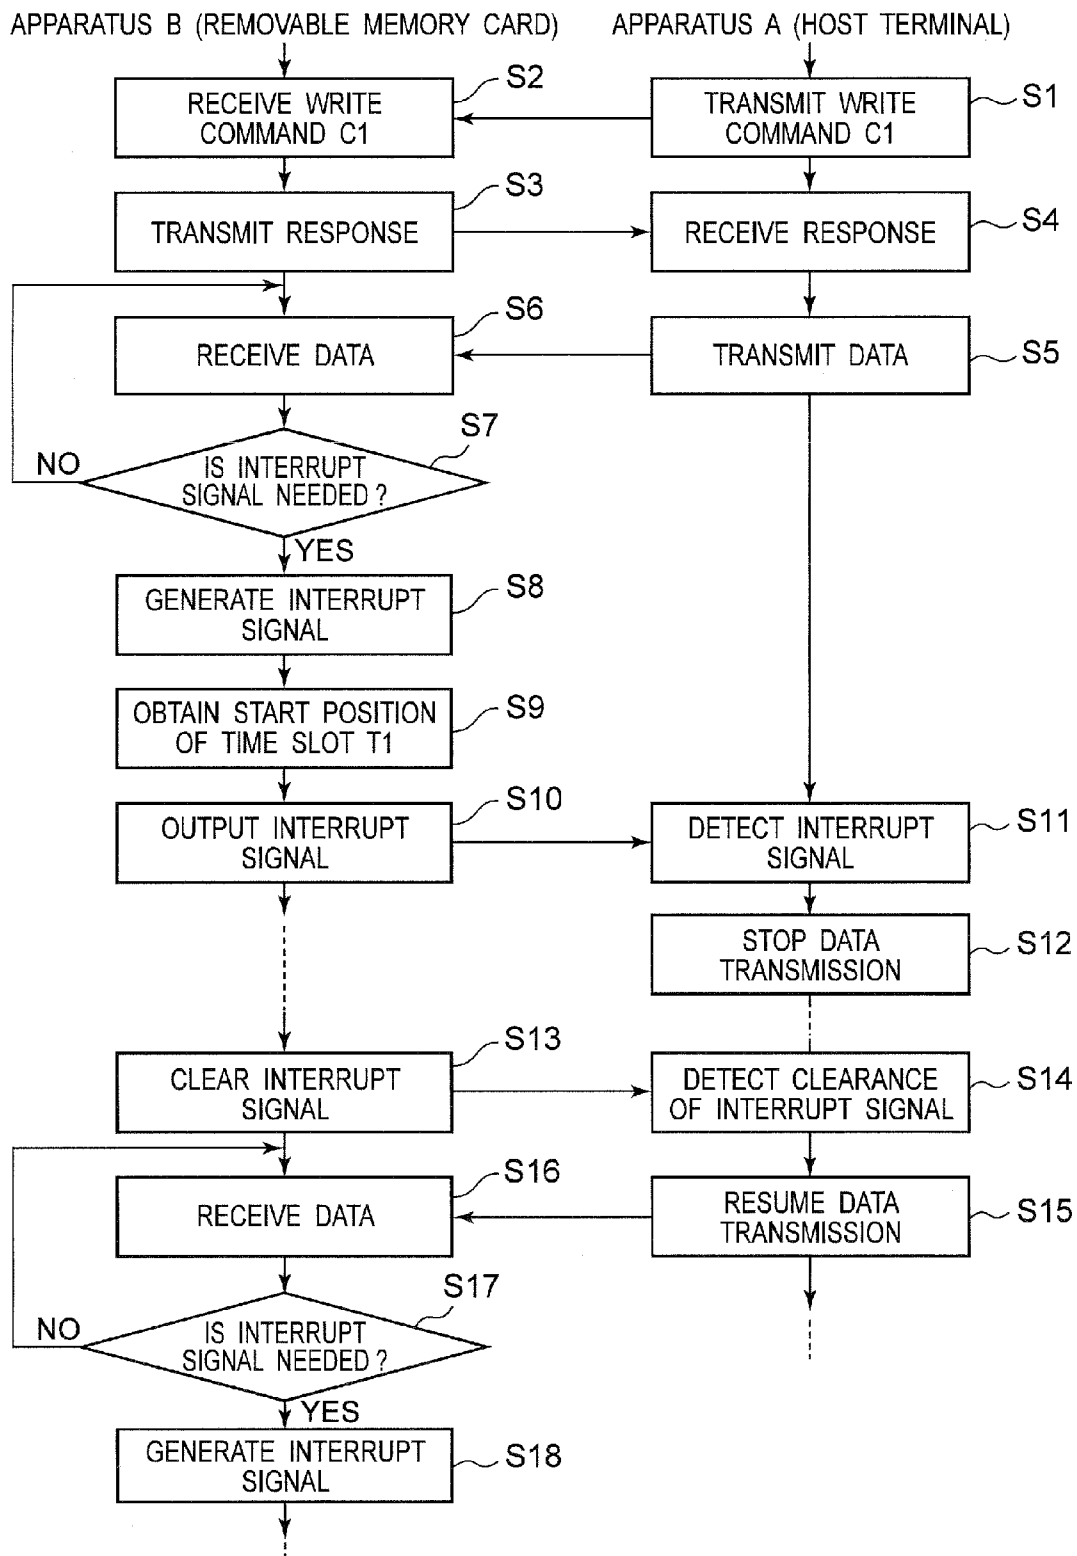 APPARATUS B (REMOVABLE MEMORY CARD)
APPARATUS A (HOST TERMINAL)
S2
RECEIVE WRITE
COMMAND C1
S1
TRANSMIT WRITE
COMMAND C1
S3
TRANSMIT RESPONSE
S4
RECEIVE RESPONSE
S6
RECEIVE DATA
S5
TRANSMIT DATA
S7
NO
IS INTERRUPT
SIGNAL NEEDED?
YES
S8
GENERATE INTERRUPT
SIGNAL
S9
OBTAIN START POSITION
OF TIME SLOT T1
S10
OUTPUT INTERRUPT
SIGNAL
S11
DETECT INTERRUPT
SIGNAL
S12
STOP DATA
TRANSMISSION
S13
CLEAR INTERRUPT
SIGNAL
S14
DETECT CLEARANCE
OF INTERRUPT SIGNAL
S16
RECEIVE DATA
S15
RESUME DATA
TRANSMISSION
S17
NO
IS INTERRUPT
SIGNAL NEEDED?
YES
S18
GENERATE INTERRUPT
SIGNAL